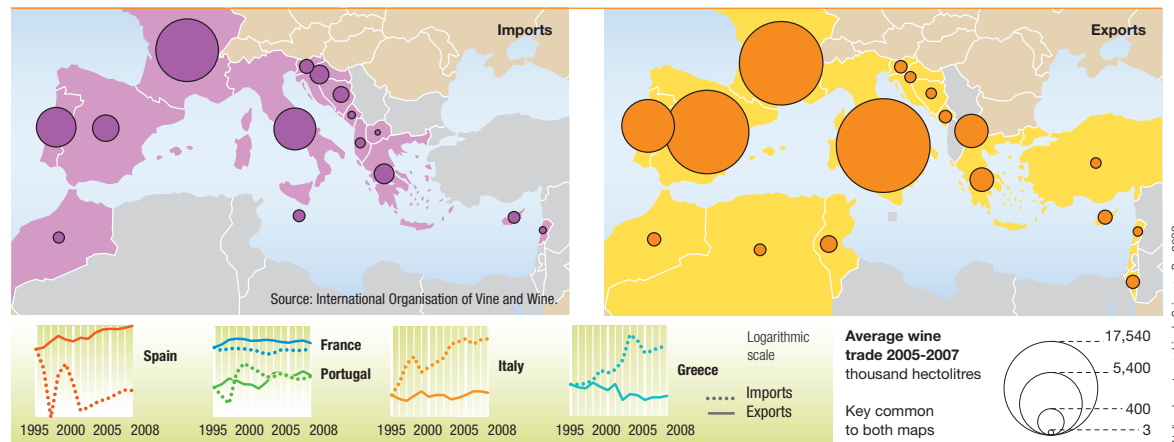 Imports
Exports
Source: International Organisation of Vine and Wine.
Spain
1995 2000 2005 2008
France
Portugal
1995 2000 2005 2008
Italy
1995 2000 2005 2008
Greece
1995 2000 2005 2008
Logarithmic
scale
Imports
Exports
Average wine
trade 2005-2007
thousand hectolitres
Key common
to both maps
17,540
5,400
400
3